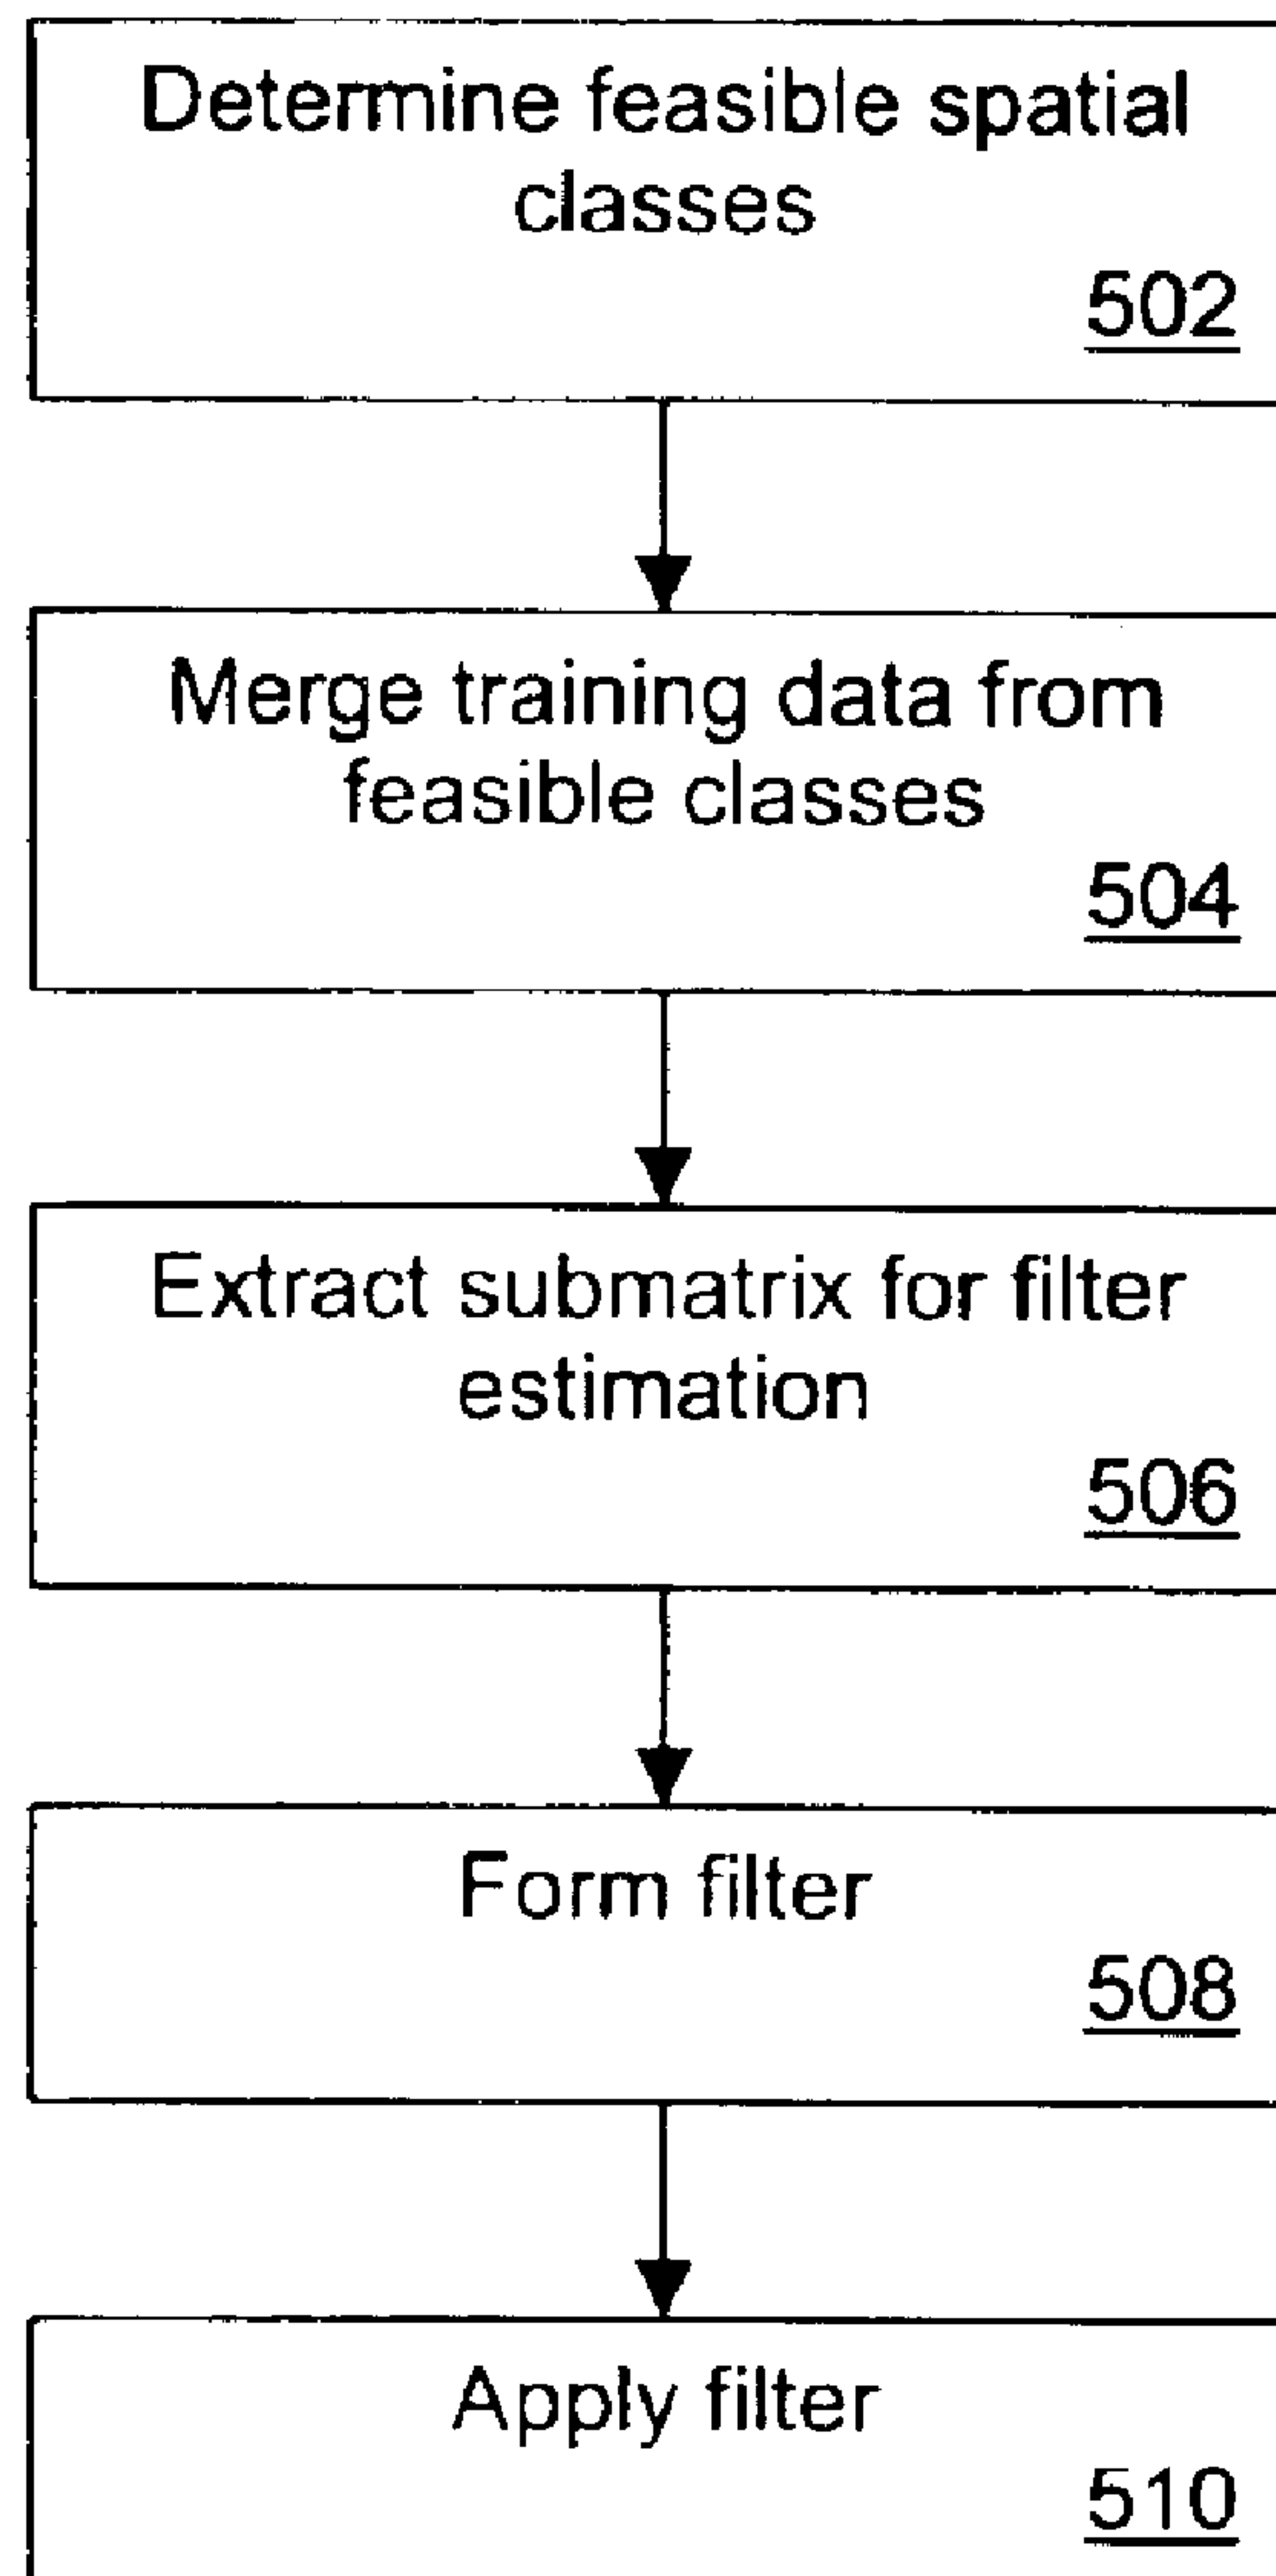 Determine feasible spatial
classes
502
Merge training data from
feasible classes
504
Extract submatrix for filter
estimation
506
Form filter
508
Apply filter
510